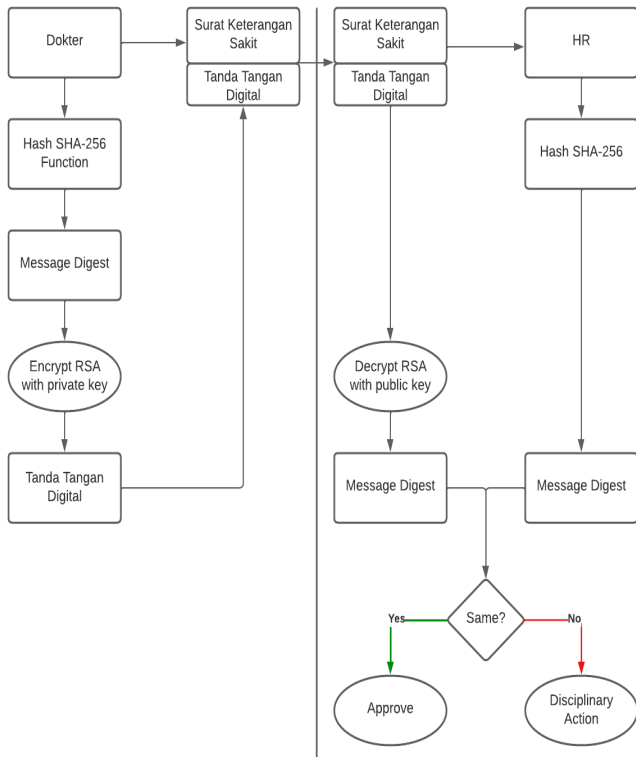 Dokter
Surat Keterangan
Sakit
Tanda Tangan
Digital
Hash SHA-256
Function
Message Digest
Encrypt RSA
with private key
Tanda Tangan
Digital
Surat Keterangan
Sakit
Tanda Tangan
Digital
HR
Hash SHA-256
Decrypt RSA
with public key
Message Digest
Message Digest
Same?
Yes
No
Approve
Disciplinary
Action